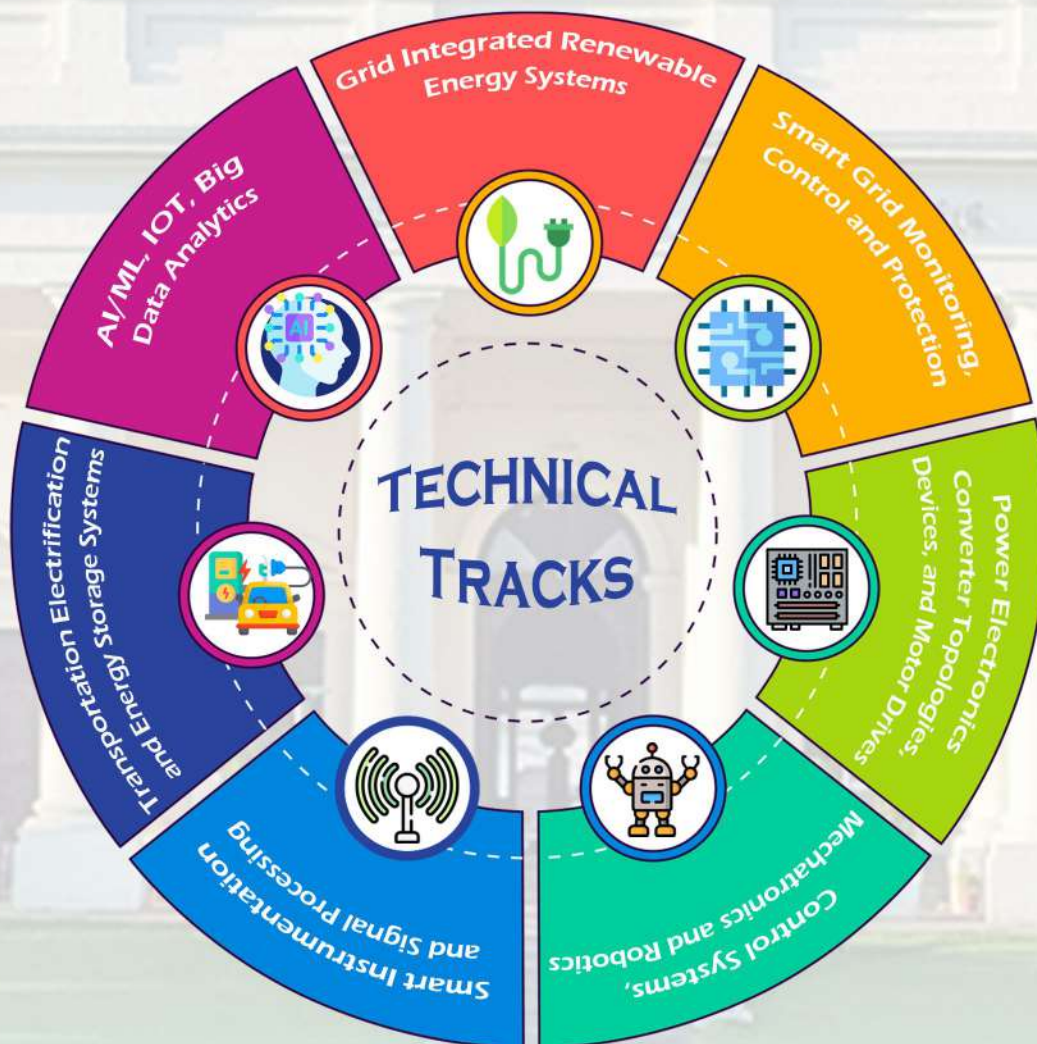 TECHNICAL
TRACKS
Grid Integrated Renewable
Energy Systems
Smart Grid Monitoring,
Control and Protection
Power Electronics
Converter Topologies,
Devices, and Motor Drives
Control Systems,
Mechatronics and Robotics
Smart Instrumentation
and Signal Processing
Transportation Electrification
and Energy Storage Systems
AI/ML, IOT, Big
Data Analytics
AI